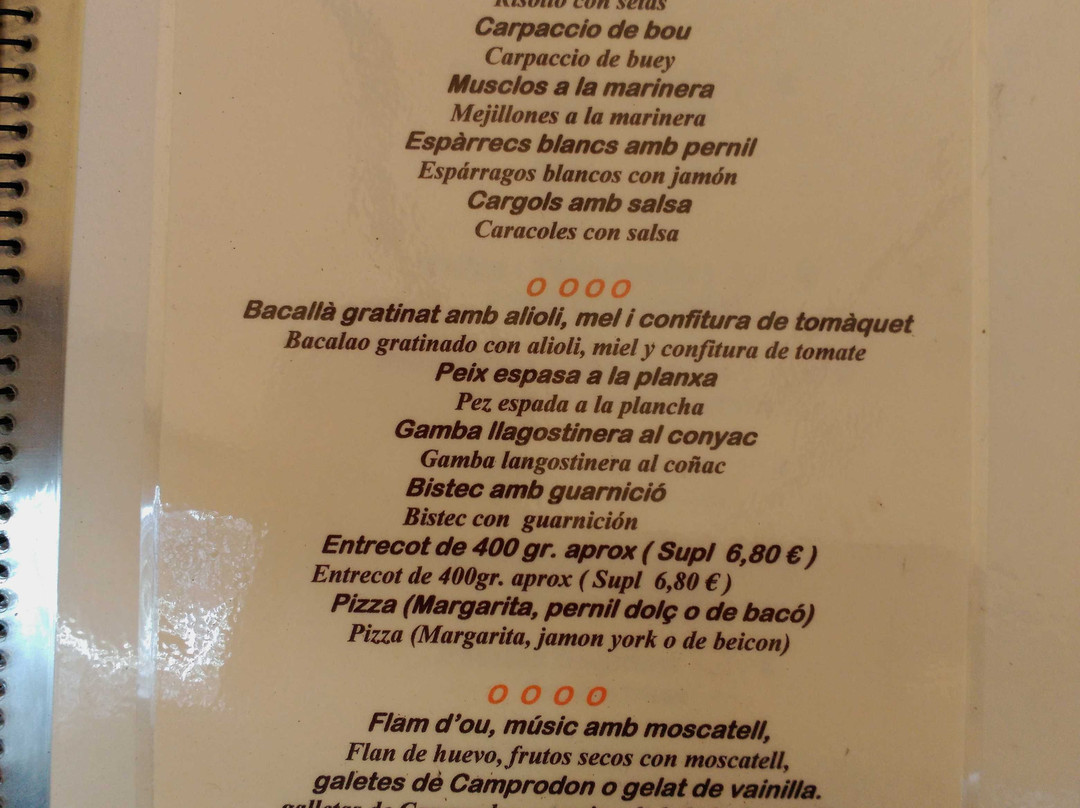 Risotto con setas
Carpaccio de bou
Carpaccio de buey
Musclos a la marinera
Mejillones a la marinera
Espàrrecs blancs amb pernil
Espárragos blancos con jamón
Cargols amb salsa
Caracoles con salsa
O O O O
Bacallà gratinat amb alioli, mel i confitura de tomàquet
Bacalao gratinado con alioli, miel y confitura de tomate
Peix espasa a la planxa
Pez espada a la plancha
Gamba llagostinera al conyac
Gamba langostinera al coñac
Bistec amb guarnició
Bistec con guarnición
Entrecot de 400 gr. aprox ( Supl 6,80 € )
Entrecot de 400gr. aprox ( Supl 6,80 € )
Pizza (Margarita, pernil dolç o de bacó)
Pizza (Margarita, jamon york o de beicon)
O O O O
Flam d'ou, músic amb moscatell,
Flan de huevo, frutos secos con moscatell,
galetes de Camprodon o gelat de vainilla.
galletas de